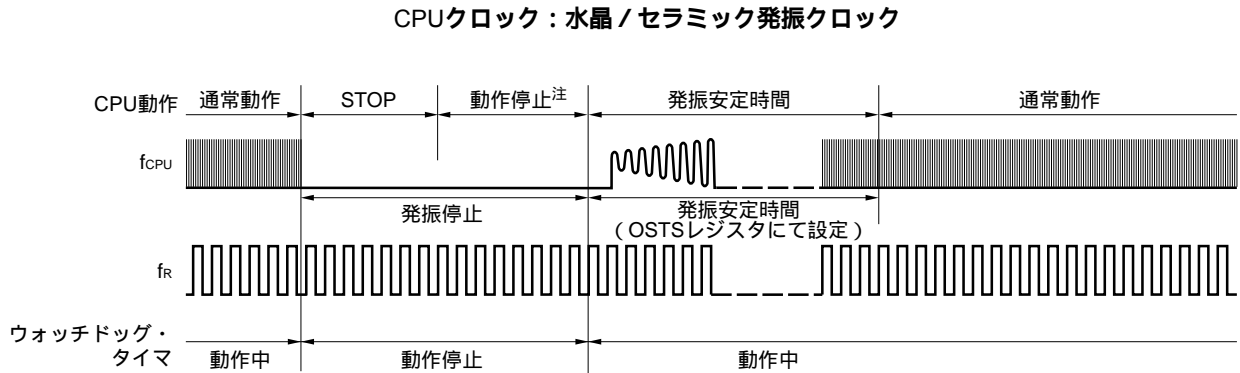 CPUクロック：水晶／セラミック発振クロック
CPU動作 通常動作 STOP 動作停止注 発振安定時間 通常動作
fCPU
発振停止 発振安定時間
（OSTSレジスタにて設定）
fR
ウォッチドッグ・
タイマ 動作中 動作停止 動作中